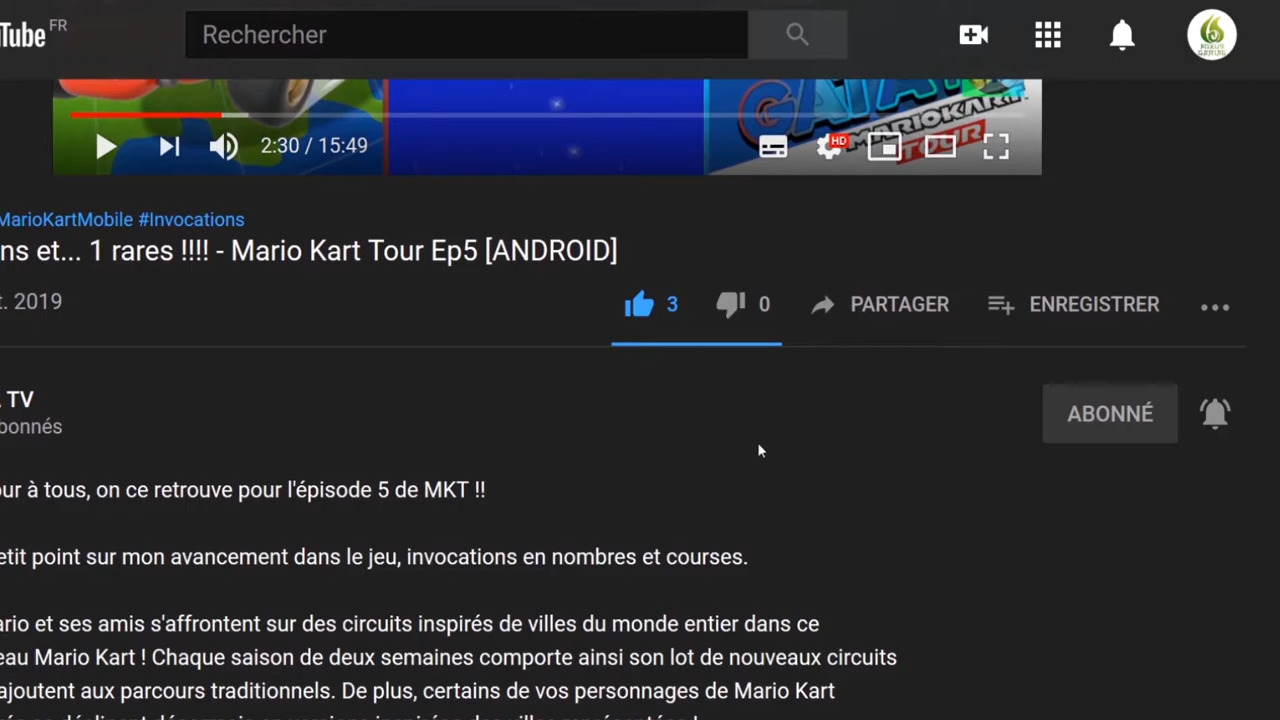 Tube FR
Rechercher
GATA
MARIOKART
TOUR
2:30 / 15:49
HD
MarioKartMobile #Invocations
ns et... 1 rares !!!! - Mario Kart Tour Ep5 [ANDROID]
t. 2019
3
0
PARTAGER
ENREGISTRER
TV
ABONNÉ
bonnés
ur à tous, on ce retrouve pour l'épisode 5 de MKT !!
etit point sur mon avancement dans le jeu, invocations en nombres et courses.
ario et ses amis s'affrontent sur des circuits inspirés de villes du monde entier dans ce
eau Mario Kart ! Chaque saison de deux semaines comporte ainsi son lot de nouveaux circuits
ajoutent aux parcours traditionnels. De plus, certains de vos personnages de Mario Kart